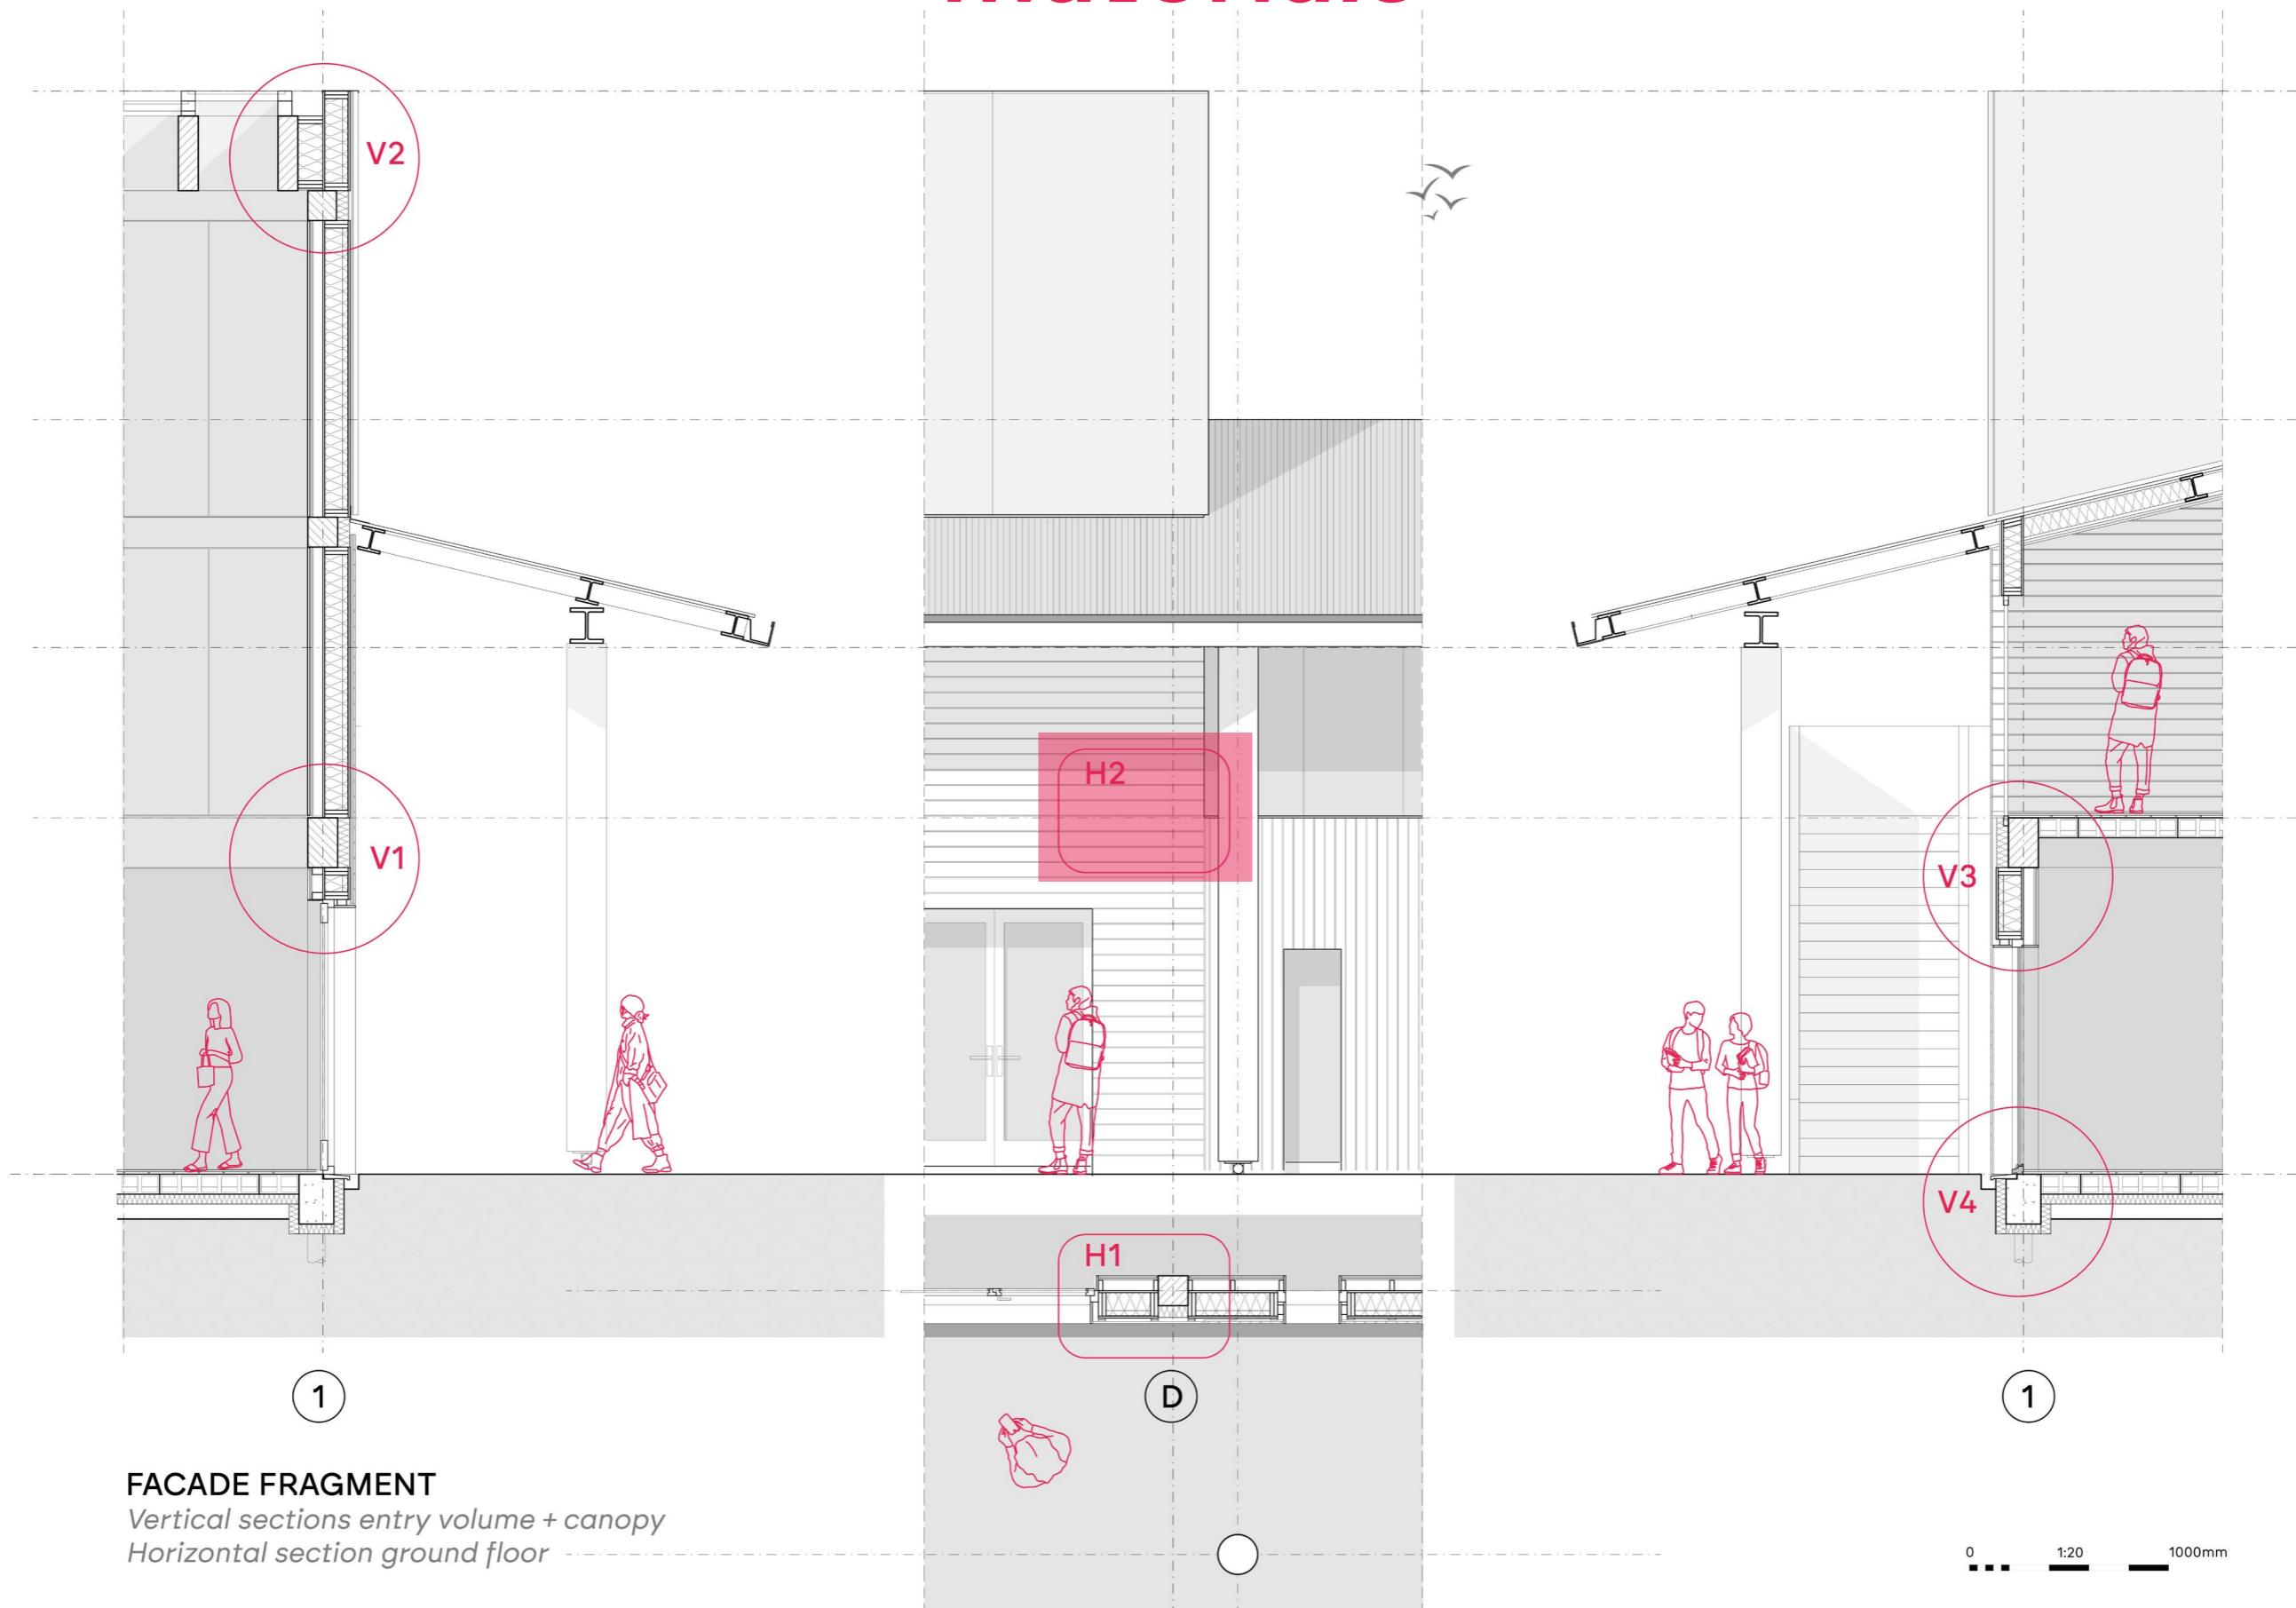 V2
H2
V1
V3
V4
H1
1
D
1
FACADE FRAGMENT
Vertical sections entry volume + canopy
Horizontal section ground floor
0 1:20 1000mm